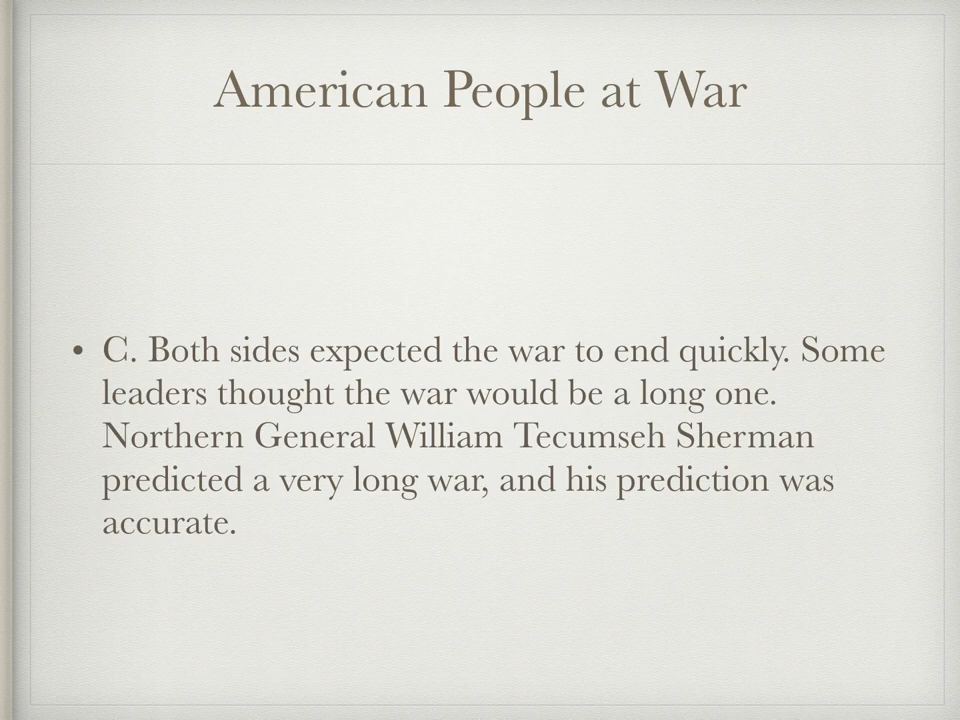 American People at War
• C. Both sides expected the war to end quickly. Some
leaders thought the war would be a long one.
Northern General William Tecumseh Sherman
predicted a very long war, and his prediction was
accurate.